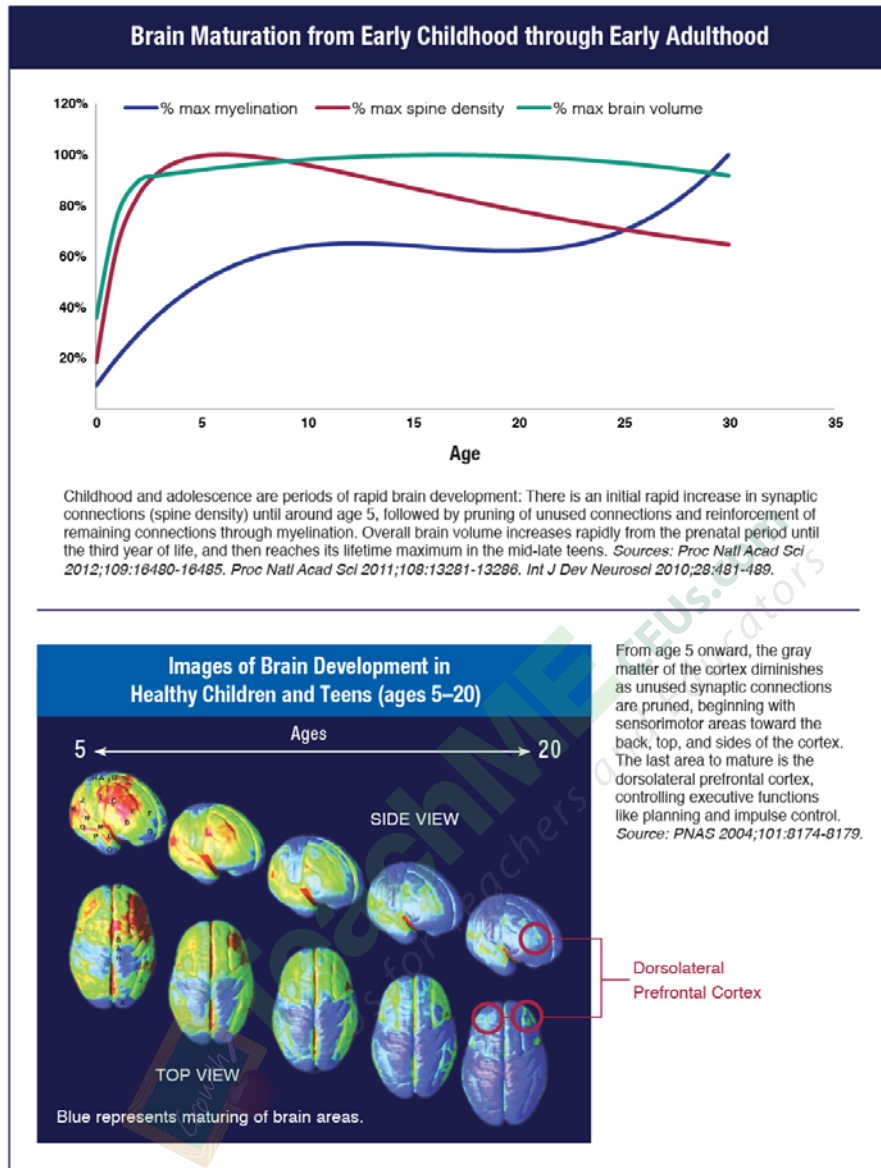 Brain Maturation from Early Childhood through Early Adulthood
% max myelination % max spine density % max brain volume
120%
100%
80%
60%
40%
20%
0 5 10 15 20 25 30 35
Age
Childhood and adolescence are periods of rapid brain development: There is an initial rapid increase in synaptic
connections (spine density) until around age 5, followed by pruning of unused connections and reinforcement of
remaining connections through myelination. Overall brain volume increases rapidly from the prenatal period until
the third year of life, and then reaches its lifetime maximum in the mid-late teens. Sources: Proc Natl Acad Sci
2012;109:16480-16485. Proc Natl Acad Sci 2011;108:13281-13286. Int J Dev Neurosci 2010;28:481-489.
Images of Brain Development in
Healthy Children and Teens (ages 5–20)
Ages
5 20
SIDE VIEW
TOP VIEW
Blue represents maturing of brain areas.
From age 5 onward, the gray
matter of the cortex diminishes
as unused synaptic connections
are pruned, beginning with
sensorimotor areas toward the
back, top, and sides of the cortex.
The last area to mature is the
dorsolateral prefrontal cortex,
controlling executive functions
like planning and impulse control.
Source: PNAS 2004;101:8174-8179.
Dorsolateral
Prefrontal Cortex
TeachMECEUs.com
for Teachers and Educators
Growth